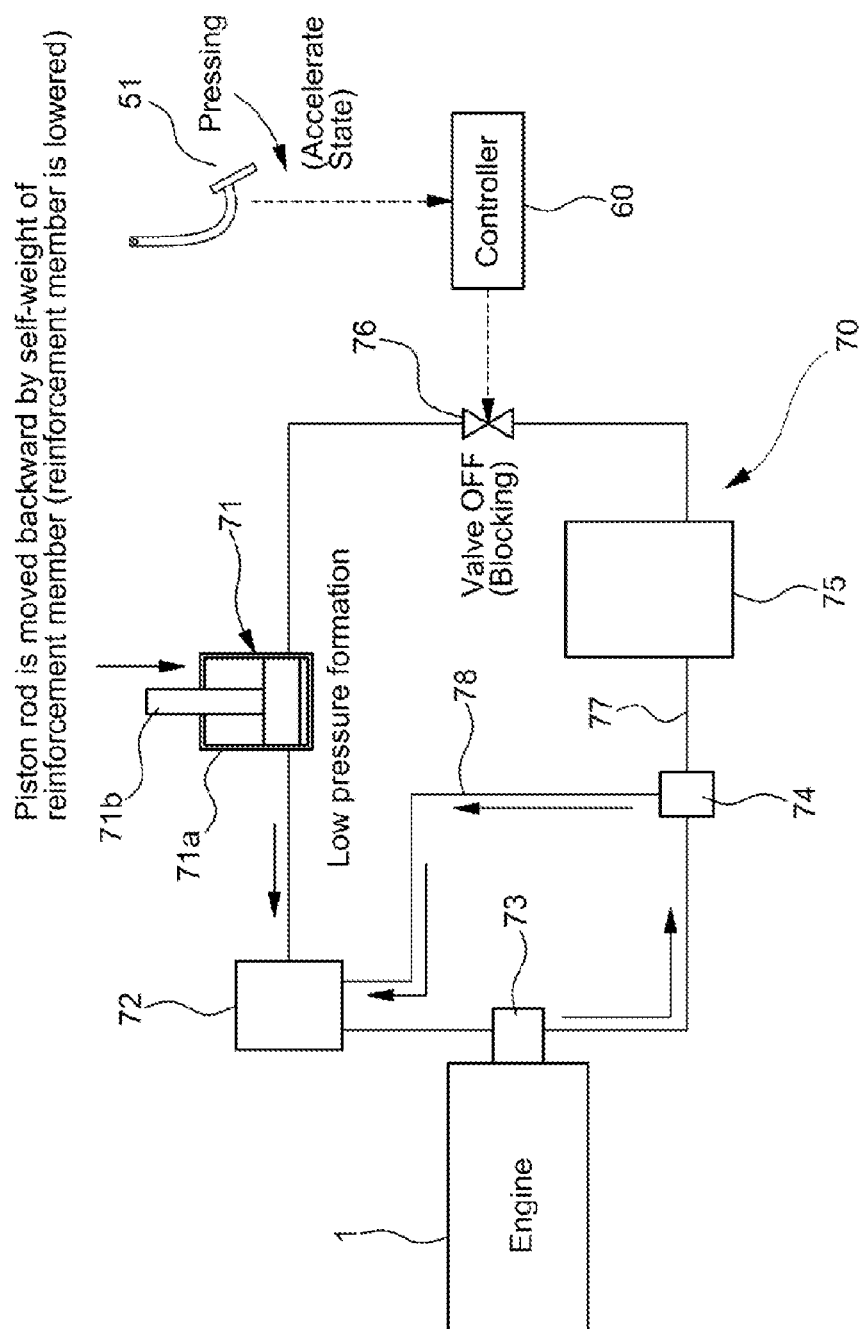 Piston rod is moved backward by self-weight of
reinforcement member (reinforcement member is lowered)
71b
71a
71
51
Pressing
(Accelerate
State)
72
Low pressure formation
76
Controller
60
Valve OFF
(Blocking)
78
73
77
70
1
Engine
74
75